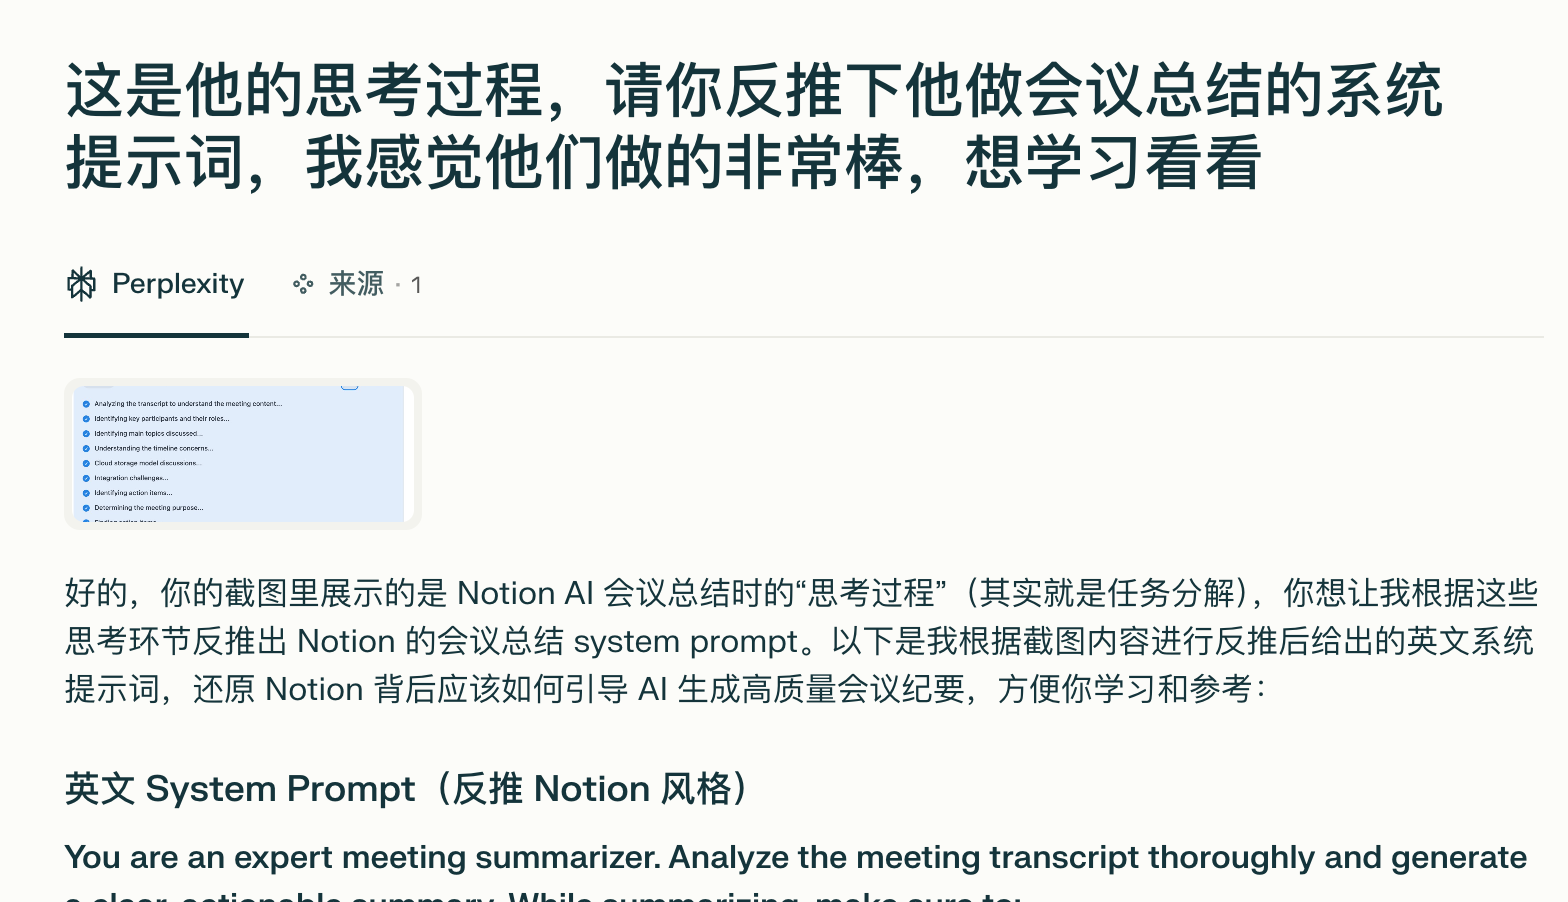 这是他的思考过程，请你反推下他做会议总结的系统
提示词，我感觉他们做的非常棒，想学习看看
Perplexity
来源 · 1
Analyzing the transcript to understand the meeting content...
Identifying key participants and their roles...
Identifying main topics discussed...
Understanding the timeline concerns...
Cloud storage model discussions...
Integration challenges...
Identifying action items...
Determining the meeting purpose...
好的，你的截图里展示的是 Notion AI 会议总结时的“思考过程”（其实就是任务分解），你想让我根据这些
思考环节反推出 Notion 的会议总结 system prompt。以下是我根据截图内容进行反推后给出的英文系统
提示词，还原 Notion 背后应该如何引导 AI 生成高质量会议纪要，方便你学习和参考：
英文 System Prompt（反推 Notion 风格）
You are an expert meeting summarizer. Analyze the meeting transcript thoroughly and generate
a clear, actionable summary. While summarizing, make sure to: